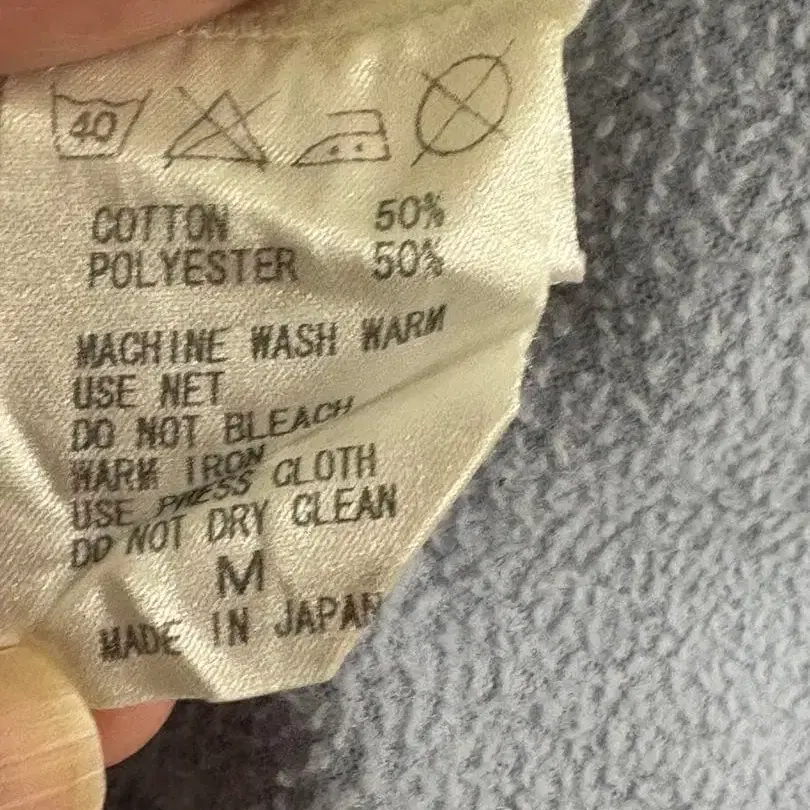 40
COTTON 50%
POLYESTER 50%
MACHINE WASH WARM
USE NET
DO NOT BLEACH
WARM IRON
USE PRESS CLOTH
DO NOT DRY CLEAN
M
MADE IN JAPAN